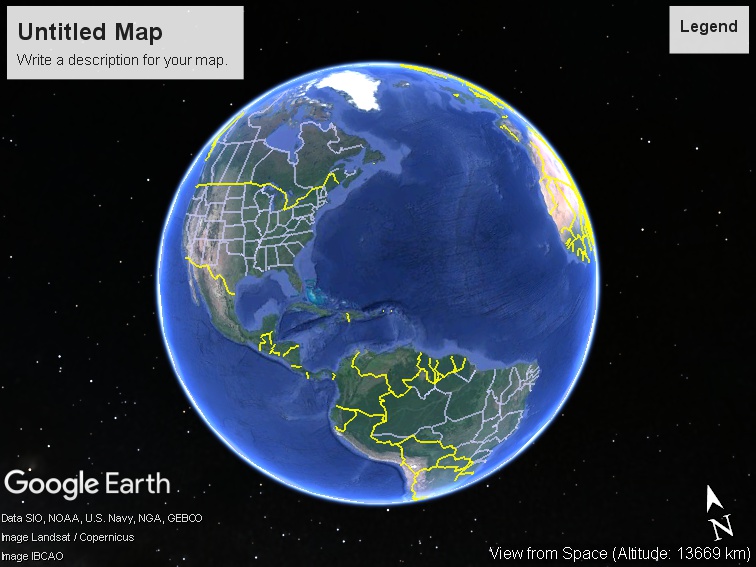 Untitled Map
Write a description for your map.
Legend
Google Earth
Data SIO, NOAA, U.S. Navy, NGA, GEBCO
Image Landsat / Copernicus
Image IBCAO
N
View from Space (Altitude: 13669 km)